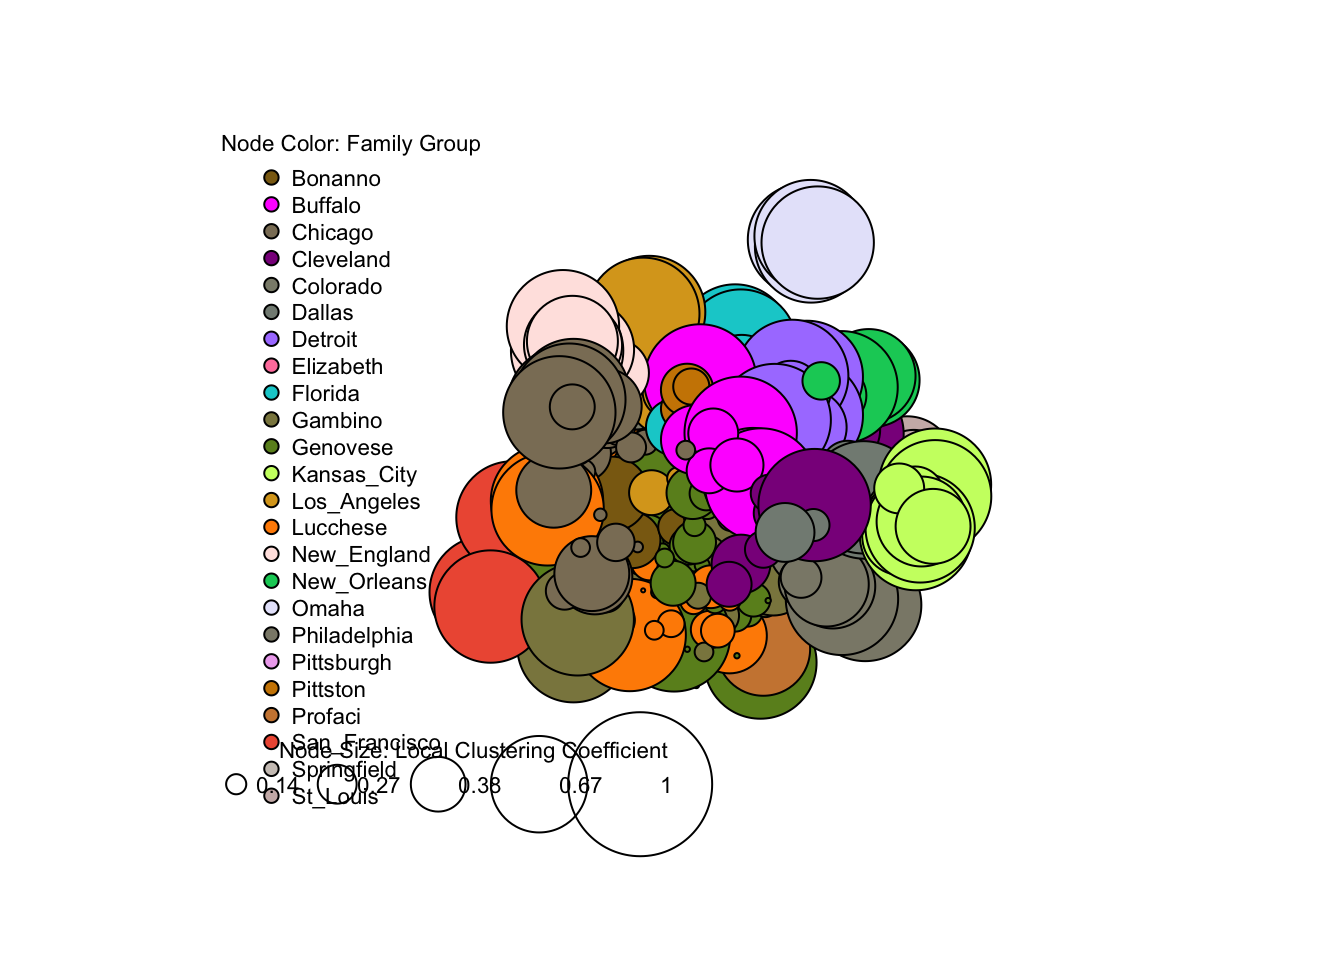 Node Color: Family Group
Bonanno
Buffalo
Chicago
Cleveland
Colorado
Dallas
Detroit
Elizabeth
Florida
Gambino
Genovese
Kansas_City
Los_Angeles
Lucchese
New_England
New_Orleans
Omaha
Philadelphia
Pittsburgh
Pittston
Profaci
San_Francisco
Springfield
St_Louis
Node Size: Local Clustering Coefficient
0.14 0.27 0.38 0.67 1